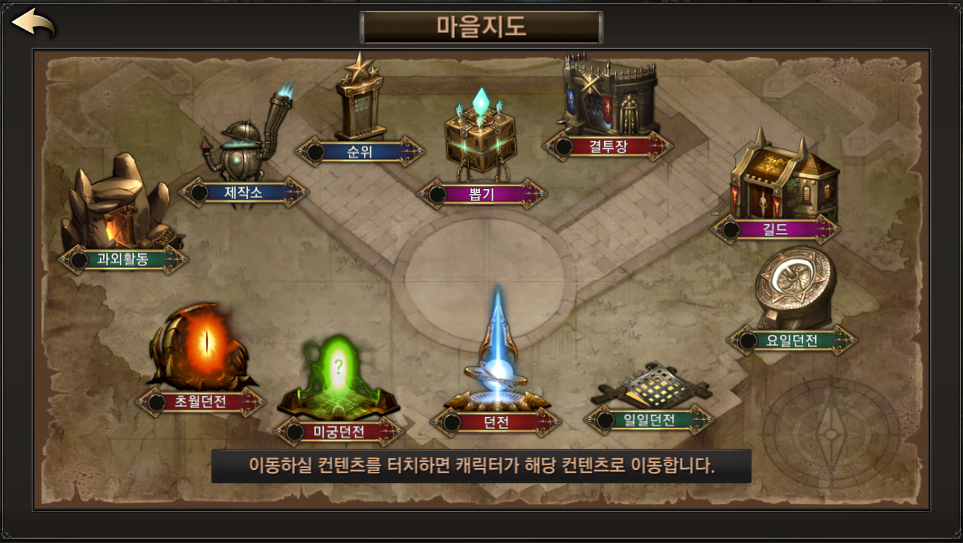 마을지도
순위
결투장
제작소
뽑기
길드
과외활동
요일던전
초월던전
미궁던전
던전
일일던전
이동하실 컨텐츠를 터치하면 캐릭터가 해당 컨텐츠로 이동합니다.